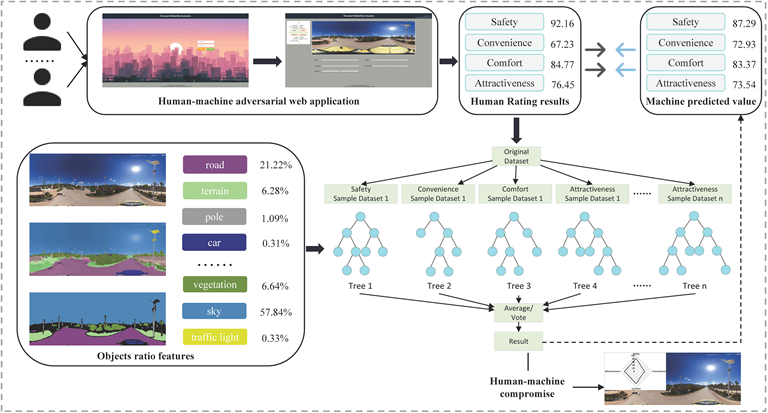 Human-machine adversarial web application
Safety 92.16
Convenience 67.23
Comfort 84.77
Attractiveness 76.45
Human Rating results
Safety 87.29
Convenience 72.93
Comfort 83.37
Attractiveness 73.54
Machine predicted value
road 21.22%
terrain 6.28%
pole 1.09%
car 0.31%
......
vegetation 6.64%
sky 57.84%
traffic light 0.33%
Objects ratio features
Original
Dataset
Safety
Sample Dataset 1
Convenience
Sample Dataset 1
Comfort
Sample Dataset 1
Attractiveness
Sample Dataset 1
......
Attractiveness
Sample Dataset n
Tree 1
Tree 2
Tree 3
Tree 4
......
Tree n
Average/
Vote
Result
Human-machine
compromise